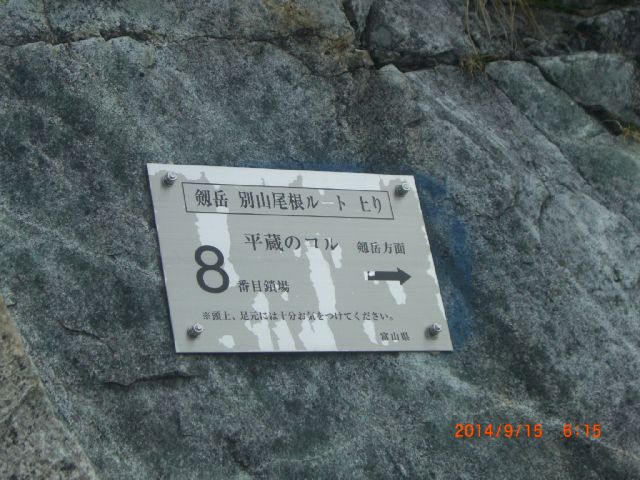 剱岳 別山尾根ルート 上り
平蔵のコル 剱岳方面
8番目鎖場
※頭上、足元には十分お気をつけてください。
富山県
2014/9/15 6:15